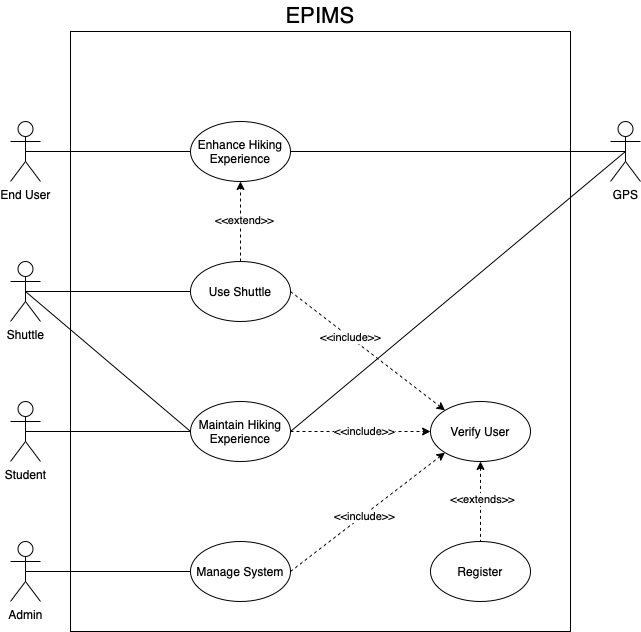 EPIMS
Enhance Hiking
Experience
End User
GPS
<<extend>>
Use Shuttle
Shuttle
<<include>>
Maintain Hiking
Experience
<<include>>
Verify User
Student
<<extends>>
<<include>>
Manage System
Register
Admin